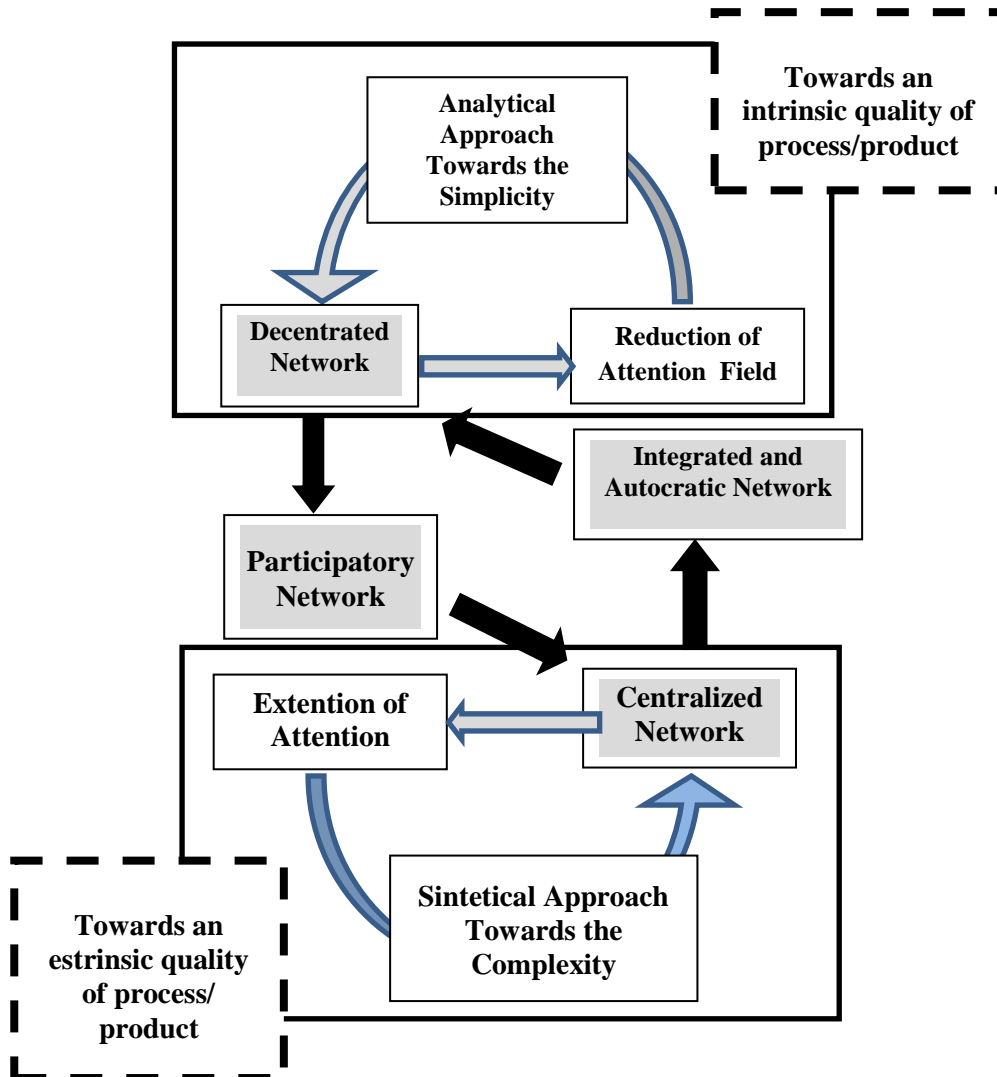 Towards an
intrinsic quality of
process/product
Analytical
Approach
Towards the
Simplicity
Decentrated
Network
Reduction of
Attention Field
Integrated and
Autocratic Network
Participatory
Network
Extention of
Attention
Centralized
Network
Sintetical Approach
Towards the
Complexity
Towards an
estrinsic quality
of process/
product